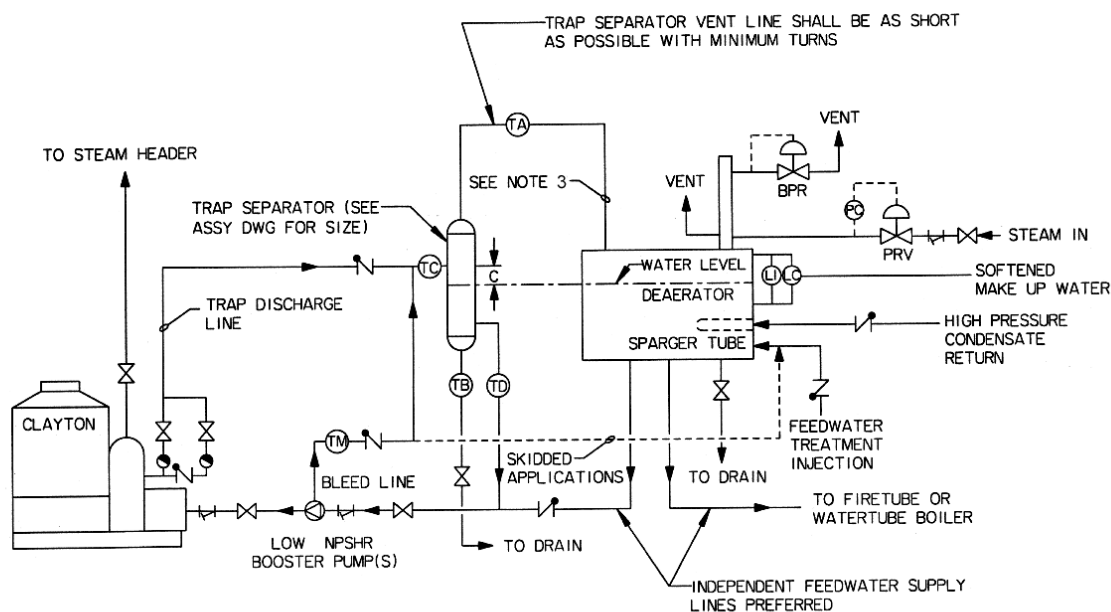 TRAP SEPARATOR VENT LINE SHALL BE AS SHORT
AS POSSIBLE WITH MINIMUM TURNS
TA
VENT
TO STEAM HEADER
BPR
SEE NOTE 3
VENT
TRAP SEPARATOR (SEE
ASSY DWG FOR SIZE)
PC
PRV
STEAM IN
TC
C
WATER LEVEL
LI
LC
SOFTENED
MAKE UP WATER
DEAERATOR
TRAP DISCHARGE
LINE
SPARGER TUBE
HIGH PRESSURE
CONDENSATE
RETURN
TB
TD
CLAYTON
TM
FEEDWATER
TREATMENT
INJECTION
SKIDDED
APPLICATIONS
TO DRAIN
BLEED LINE
TO FIRETUBE OR
WATERTUBE BOILER
LOW NPSHR
BOOSTER PUMP(S)
TO DRAIN
INDEPENDENT FEEDWATER SUPPLY
LINES PREFERRED